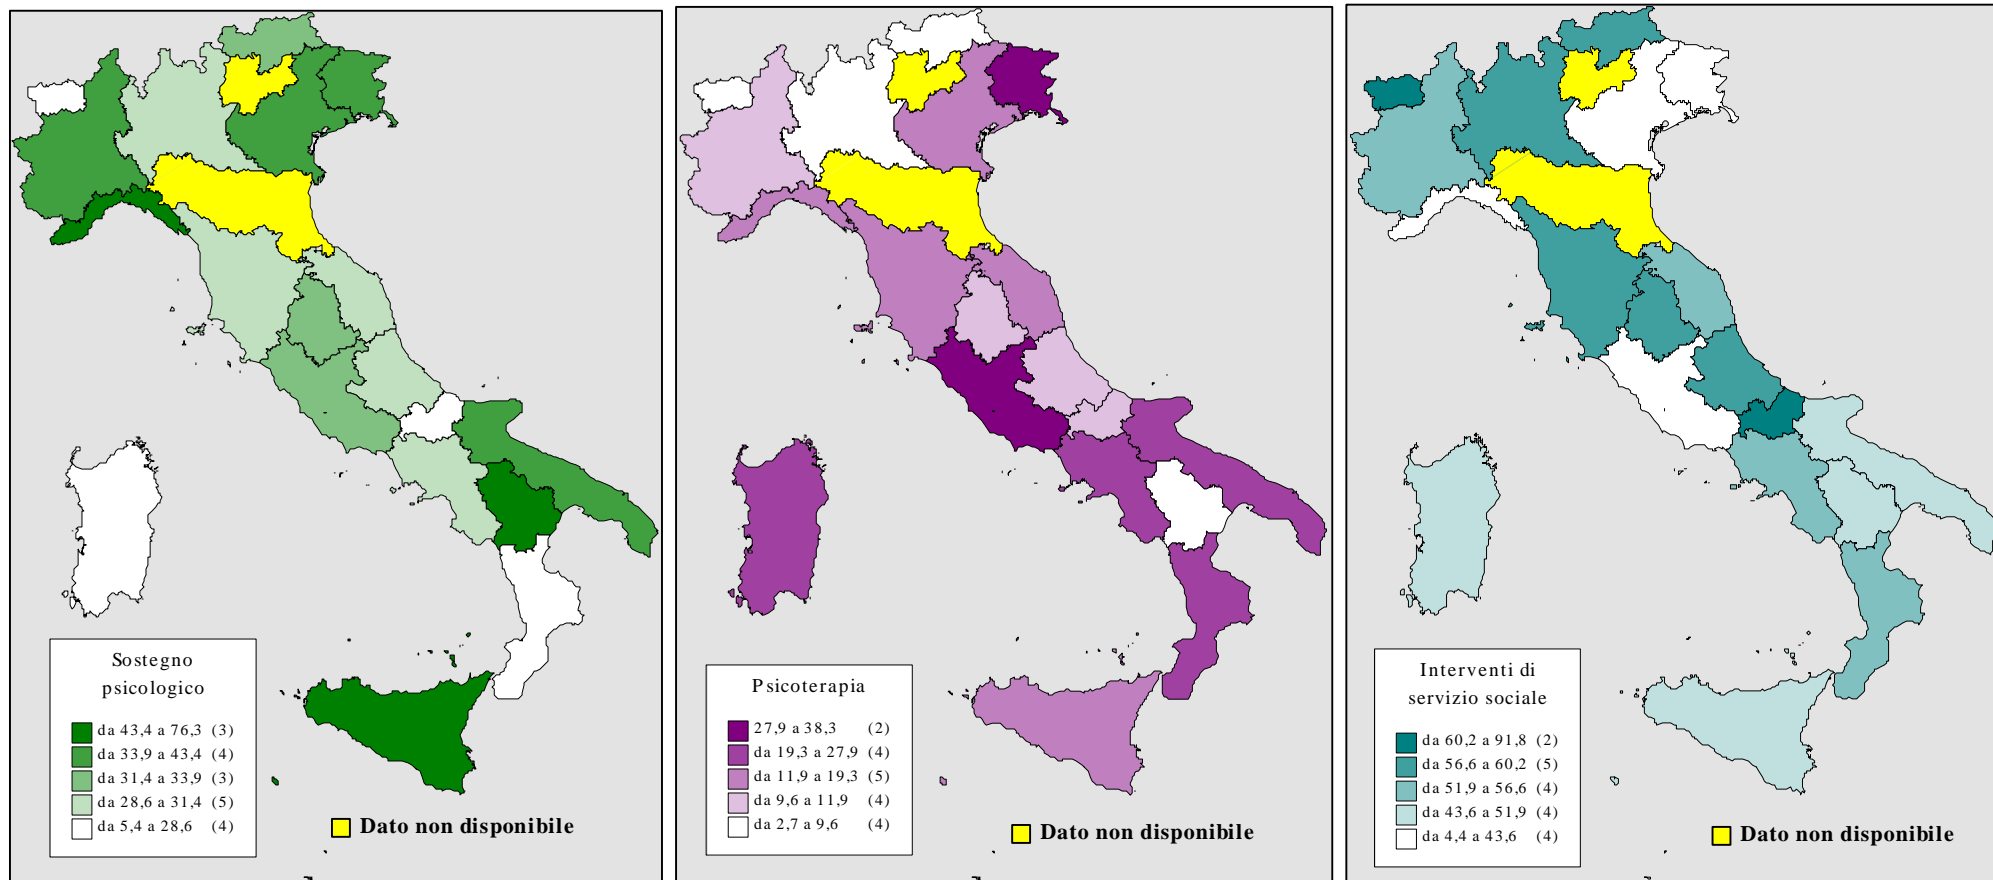 Sostegno
psicologico
da 43,4 a 76,3 (3)
da 33,9 a 43,4 (4)
da 31,4 a 33,9 (3)
da 28,6 a 31,4 (5)
da 5,4 a 28,6 (4)
Dato non disponibile
Psicoterapia
27,9 a 38,3 (2)
da 19,3 a 27,9 (4)
da 11,9 a 19,3 (5)
da 9,6 a 11,9 (4)
da 2,7 a 9,6 (4)
Dato non disponibile
Interventi di
servizio sociale
da 60,2 a 91,8 (2)
da 56,6 a 60,2 (5)
da 51,9 a 56,6 (4)
da 43,6 a 51,9 (4)
da 4,4 a 43,6 (4)
Dato non disponibile